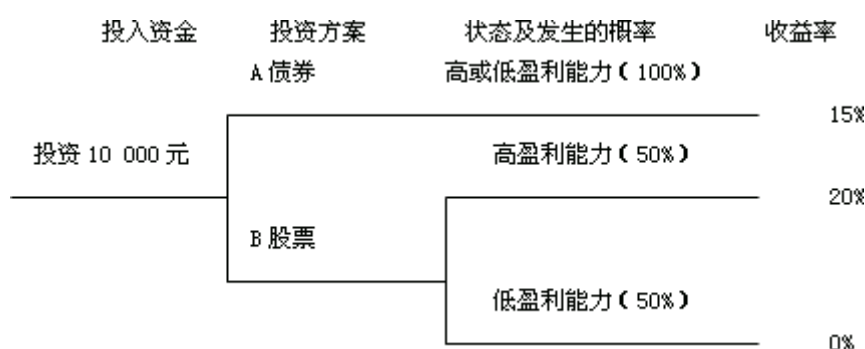 投入资金 投资方案 状态及发生的概率 收益率
A 债券 高或低盈利能力（100%）
15%
投资 10 000 元 高盈利能力（50%）
20%
B 股票
低盈利能力（50%）
0%